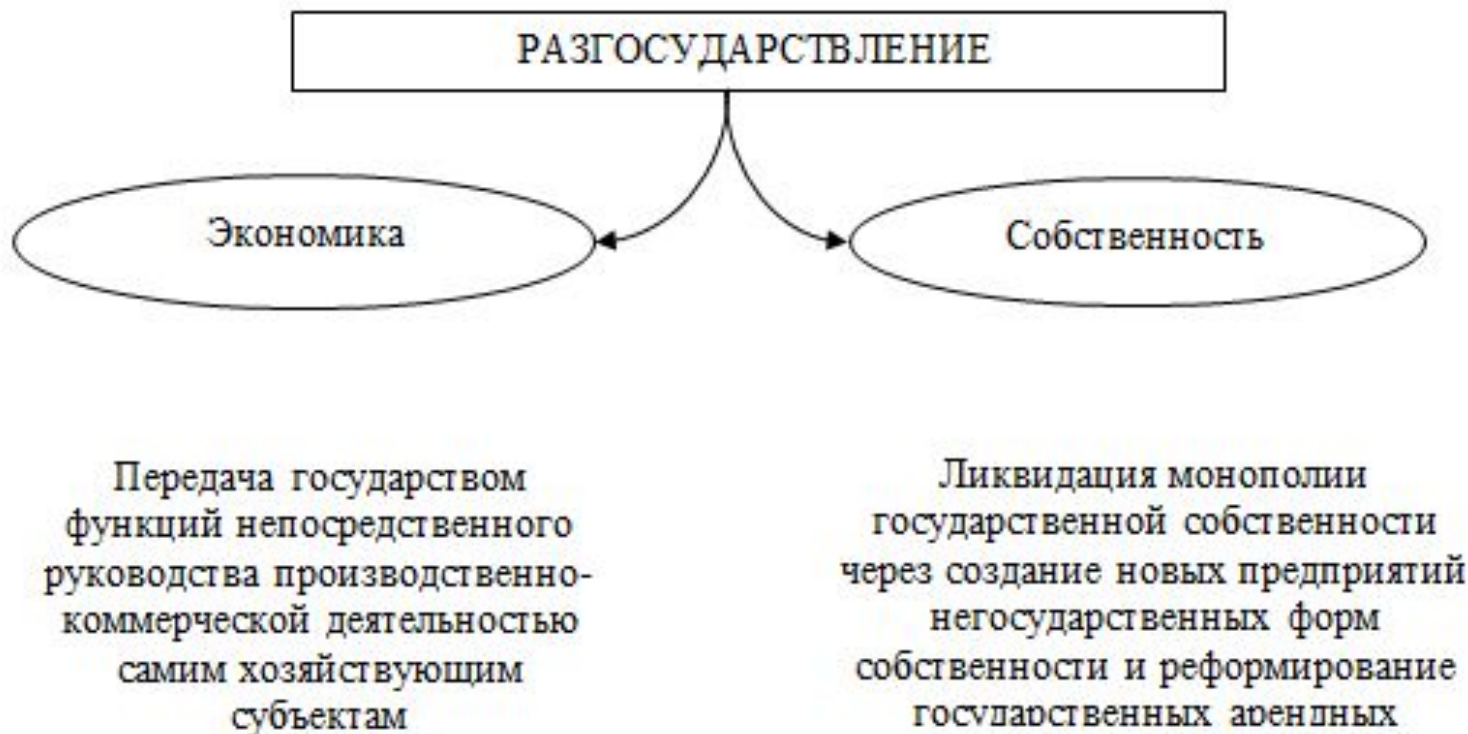 РАЗГОСУДАРСТВЛЕНИЕ
Экономика
Собственность
Передача государством
функций непосредственного
руководства производственно-
коммерческой деятельностью
самим хозяйствующим
субъектам
Ликвидация монополии
государственной собственности
через создание новых предприятий
негосударственных форм
собственности и реформирование
государственных арендных